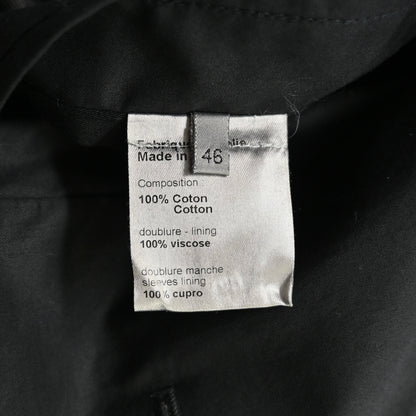 Made in
46
Composition
100% Coton
Cotton
doublure - lining
100% viscose
doublure manche
sleeves lining
100% cupro